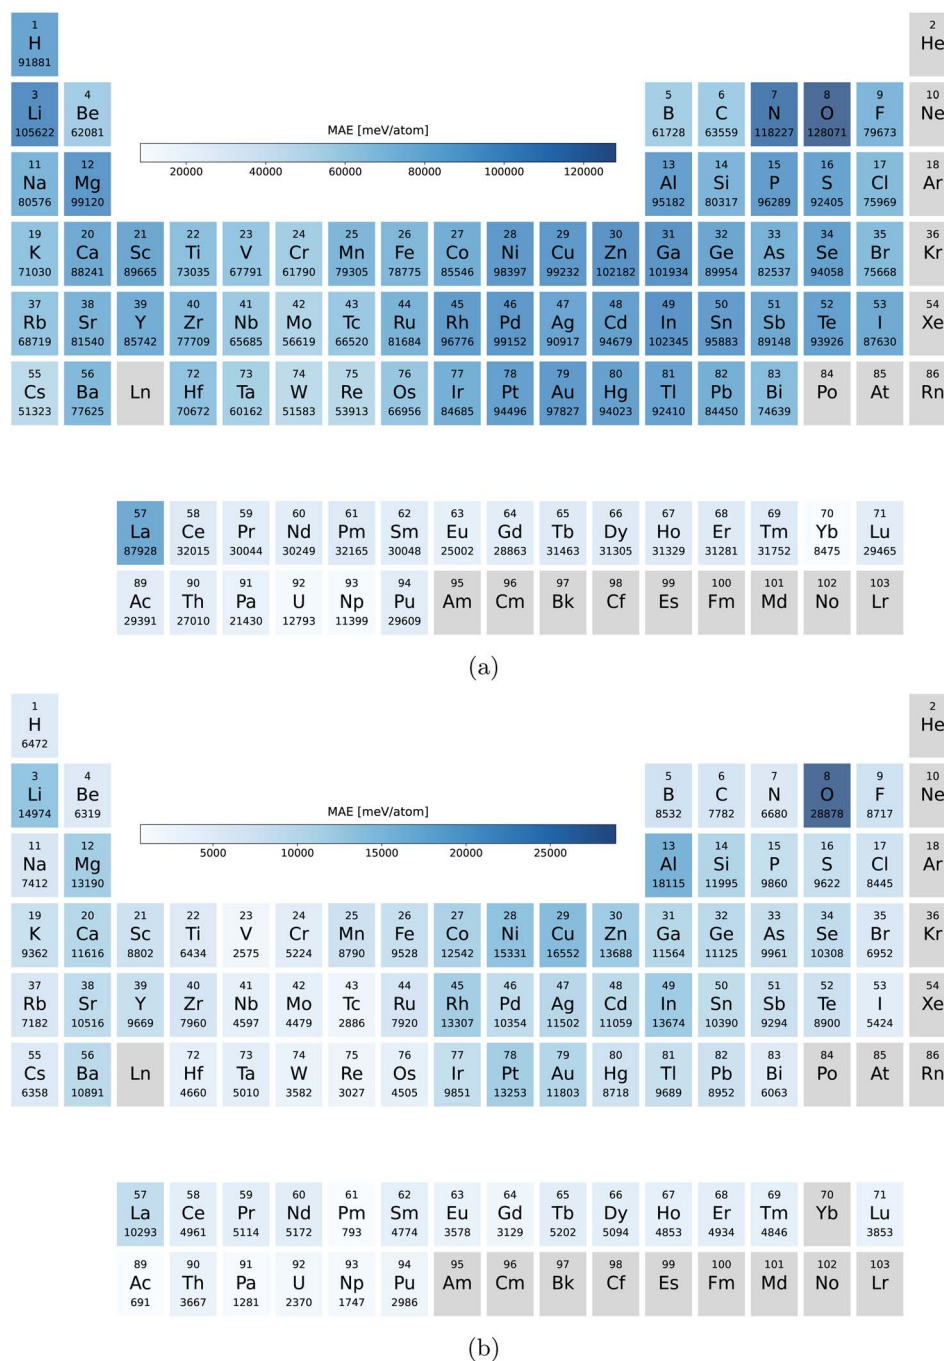 1 2
H He
91881
3 4 5 6 7 8 9 10
Li Be B C N O F Ne
105622 62081 61728 63559 118227 128071 79673
MAE [meV/atom]
20000 40000 60000 80000 100000 120000
11 12 13 14 15 16 17 18
Na Mg Al Si P S Cl Ar
80576 99120 95182 80317 96289 92405 75969
19 20 21 22 23 24 25 26 27 28 29 30 31 32 33 34 35 36
K Ca Sc Ti V Cr Mn Fe Co Ni Cu Zn Ga Ge As Se Br Kr
71030 88241 89665 73035 67791 61790 79305 78775 85546 98397 99232 102182 101934 89954 82537 94058 75668
37 38 39 40 41 42 43 44 45 46 47 48 49 50 51 52 53 54
Rb Sr Y Zr Nb Mo Tc Ru Rh Pd Ag Cd In Sn Sb Te I Xe
68719 81540 85742 77709 65685 56619 66520 81684 96776 99152 90917 94679 102345 95883 89148 93926 87630
55 56 72 73 74 75 76 77 78 79 80 81 82 83 84 85 86
Cs Ba Ln Hf Ta W Re Os Ir Pt Au Hg Tl Pb Bi Po At Rn
51323 77625 70672 60162 51583 53913 66956 84685 94496 97827 94023 92410 84450 74639
57 58 59 60 61 62 63 64 65 66 67 68 69 70 71
La Ce Pr Nd Pm Sm Eu Gd Tb Dy Ho Er Tm Yb Lu
87928 32015 30044 30249 32165 30048 25002 28863 31463 31305 31329 31281 31752 8475 29465
89 90 91 92 93 94 95 96 97 98 99 100 101 102 103
Ac Th Pa U Np Pu Am Cm Bk Cf Es Fm Md No Lr
29391 27010 21430 12793 11399 29609
(a)
1 2
H He
6472
3 4 5 6 7 8 9 10
Li Be B C N O F Ne
14974 6319 8532 7782 6680 28878 8717
MAE [meV/atom]
5000 10000 15000 20000 25000
11 12 13 14 15 16 17 18
Na Mg Al Si P S Cl Ar
7412 13190 18115 11995 9860 9622 8445
19 20 21 22 23 24 25 26 27 28 29 30 31 32 33 34 35 36
K Ca Sc Ti V Cr Mn Fe Co Ni Cu Zn Ga Ge As Se Br Kr
9362 11616 8802 6434 2575 5224 8790 9528 12542 15331 16552 13688 11564 11125 9961 10308 6952
37 38 39 40 41 42 43 44 45 46 47 48 49 50 51 52 53 54
Rb Sr Y Zr Nb Mo Tc Ru Rh Pd Ag Cd In Sn Sb Te I Xe
7182 10516 9669 7960 4597 4479 2886 7920 13307 10354 11502 11059 13674 10390 9294 8900 5424
55 56 72 73 74 75 76 77 78 79 80 81 82 83 84 85 86
Cs Ba Ln Hf Ta W Re Os Ir Pt Au Hg Tl Pb Bi Po At Rn
6358 10891 4660 5010 3582 3027 4505 9851 13253 11803 8718 9689 8952 6063
57 58 59 60 61 62 63 64 65 66 67 68 69 70 71
La Ce Pr Nd Pm Sm Eu Gd Tb Dy Ho Er Tm Yb Lu
10293 4961 5114 5172 793 4774 3578 3129 5202 5094 4853 4934 4846 3853
89 90 91 92 93 94 95 96 97 98 99 100 101 102 103
Ac Th Pa U Np Pu Am Cm Bk Cf Es Fm Md No Lr
691 3667 1281 2370 1747 2986
(b)